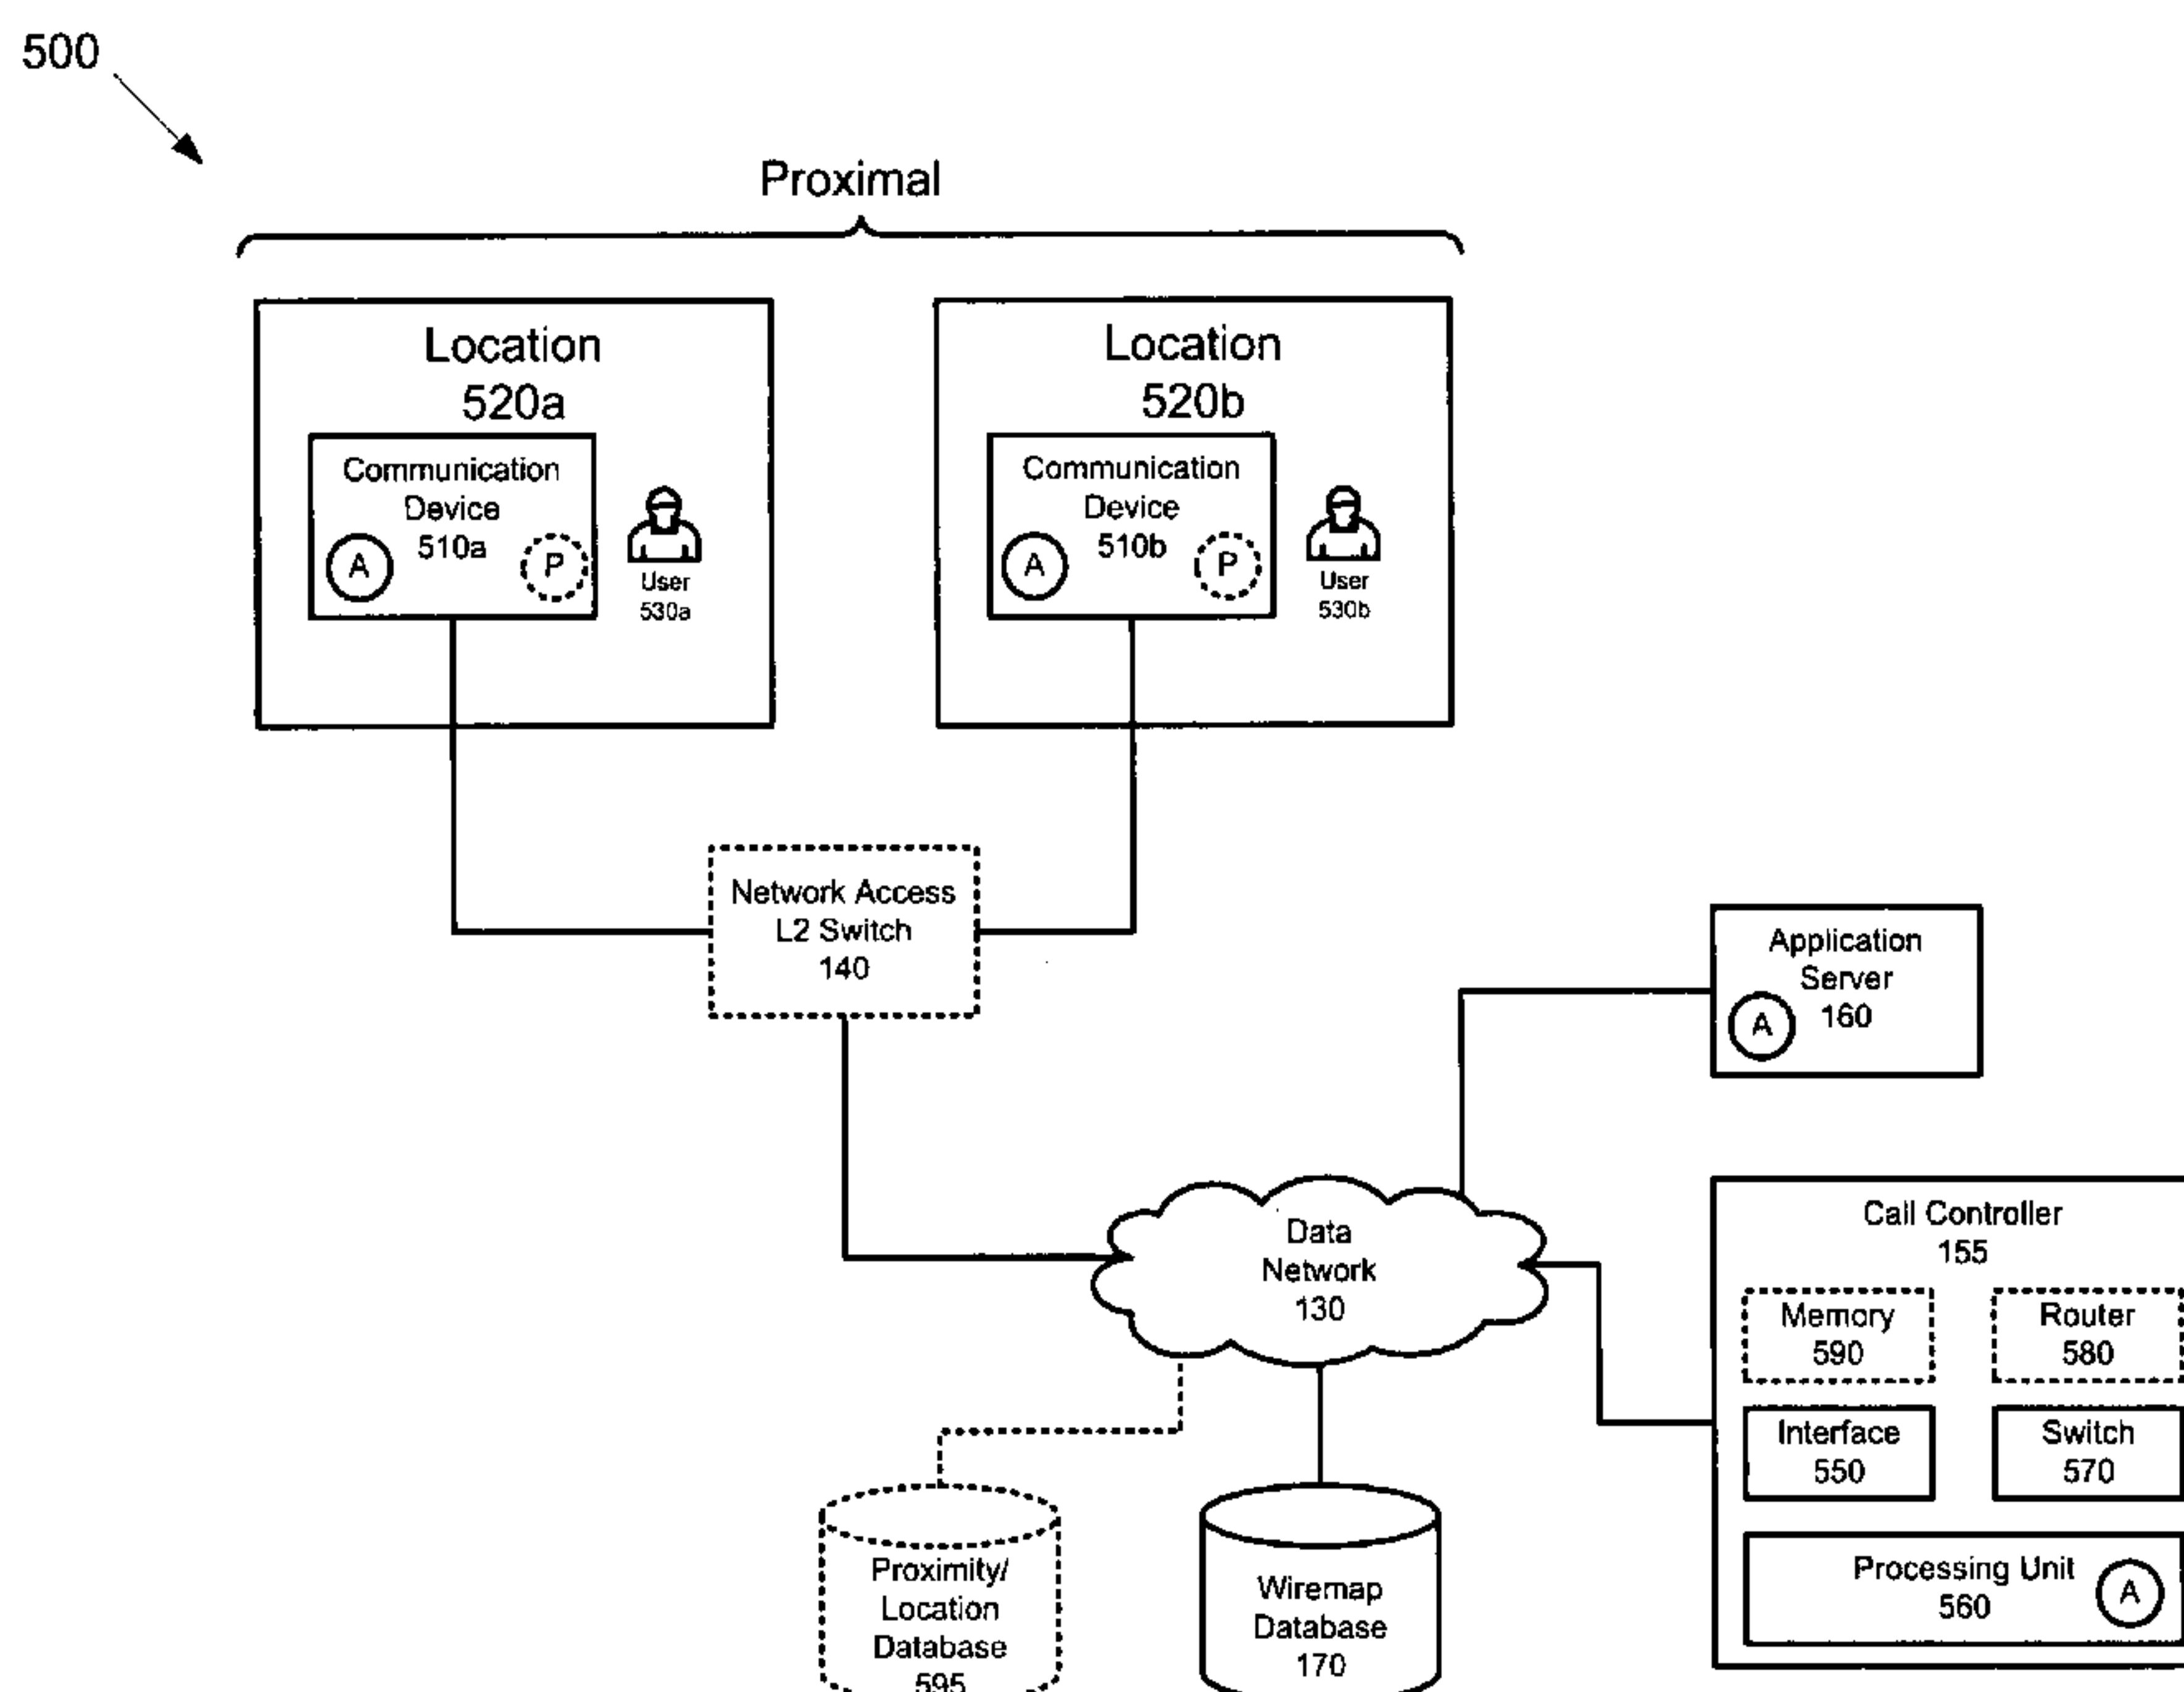 500
Proximal
Location
520a
Communication
Device
510a
A
P
User
530a
Location
520b
Communication
Device
510b
A
P
User
530b
Network Access
L2 Switch
140
Application
Server
160
A
Data
Network
130
Call Controller
155
Memory
590
Router
580
Interface
550
Switch
570
Processing Unit
560
A
Proximity/
Location
Database
595
Wiremap
Database
170